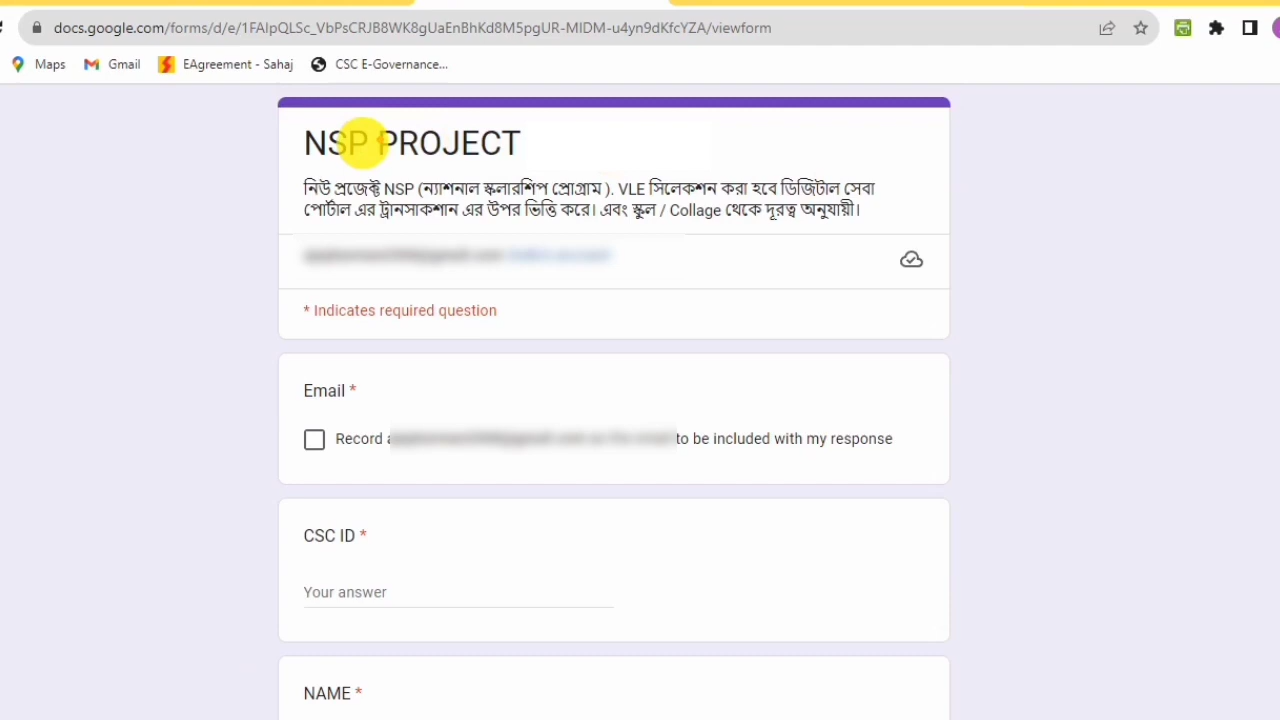 docs.google.com/forms/d/e/1FAIpQLSc_VbPsCRJB8WK8gUaEnBhKd8M5pgUR-MIDM-u4yn9dKfcYZA/viewform
Maps Gmail EAgreement - Sahaj CSC E-Governance...
NSP PROJECT
নিউ প্রজেক্ট NSP (ন্যাশনাল স্কলারশিপ প্রোগ্রাম ). VLE সিলেকশন করা হবে ডিজিটাল সেবা
পোর্টাল এর ট্রানসাকশান এর উপর ভিত্তি করে। এবং স্কুল / Collage থেকে দূরত্ব অনুযায়ী।
* Indicates required question
Email *
Record to be included with my response
CSC ID *
Your answer
NAME *